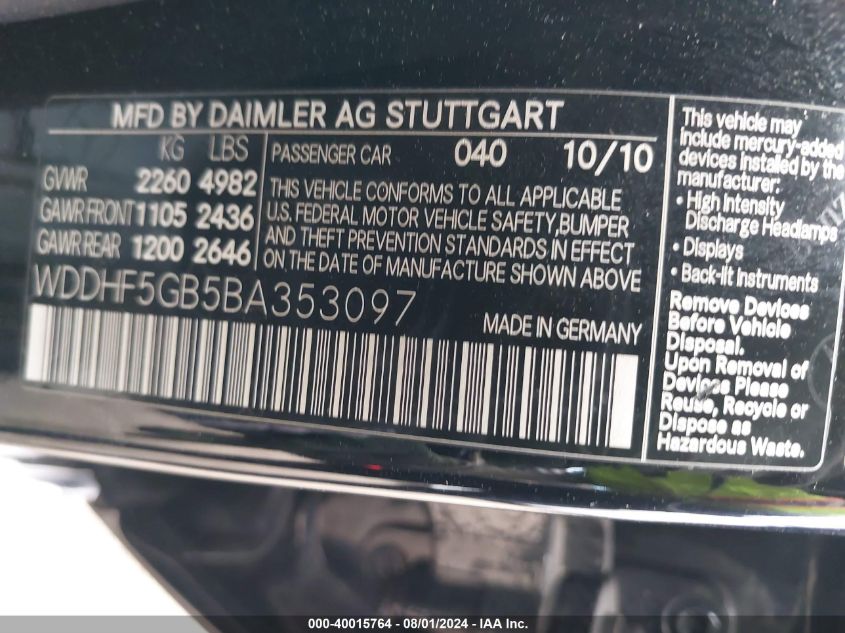 MFD BY DAIMLER AG STUTTGART
KG LBS
GVWR 2260 4982
GAWR FRONT 1105 2436
GAWR REAR 1200 2646
PASSENGER CAR 040 10/10
THIS VEHICLE CONFORMS TO ALL APPLICABLE
U.S. FEDERAL MOTOR VEHICLE SAFETY,BUMPER
AND THEFT PREVENTION STANDARDS IN EFFECT
ON THE DATE OF MANUFACTURE SHOWN ABOVE
WDDHF5GB5BA353097
MADE IN GERMANY
This vehicle may
include mercury-added
devices installed by the
manufacturer:
• High Intensity
Discharge Headlamps
• Displays
• Back-lit Instruments
Remove Devices
Before Vehicle
Disposal.
Upon Removal of
Devices Please
Reuse, Recycle or
Dispose as
Hazardous Waste.
000-40015764 - 08/01/2024 - IAA Inc.